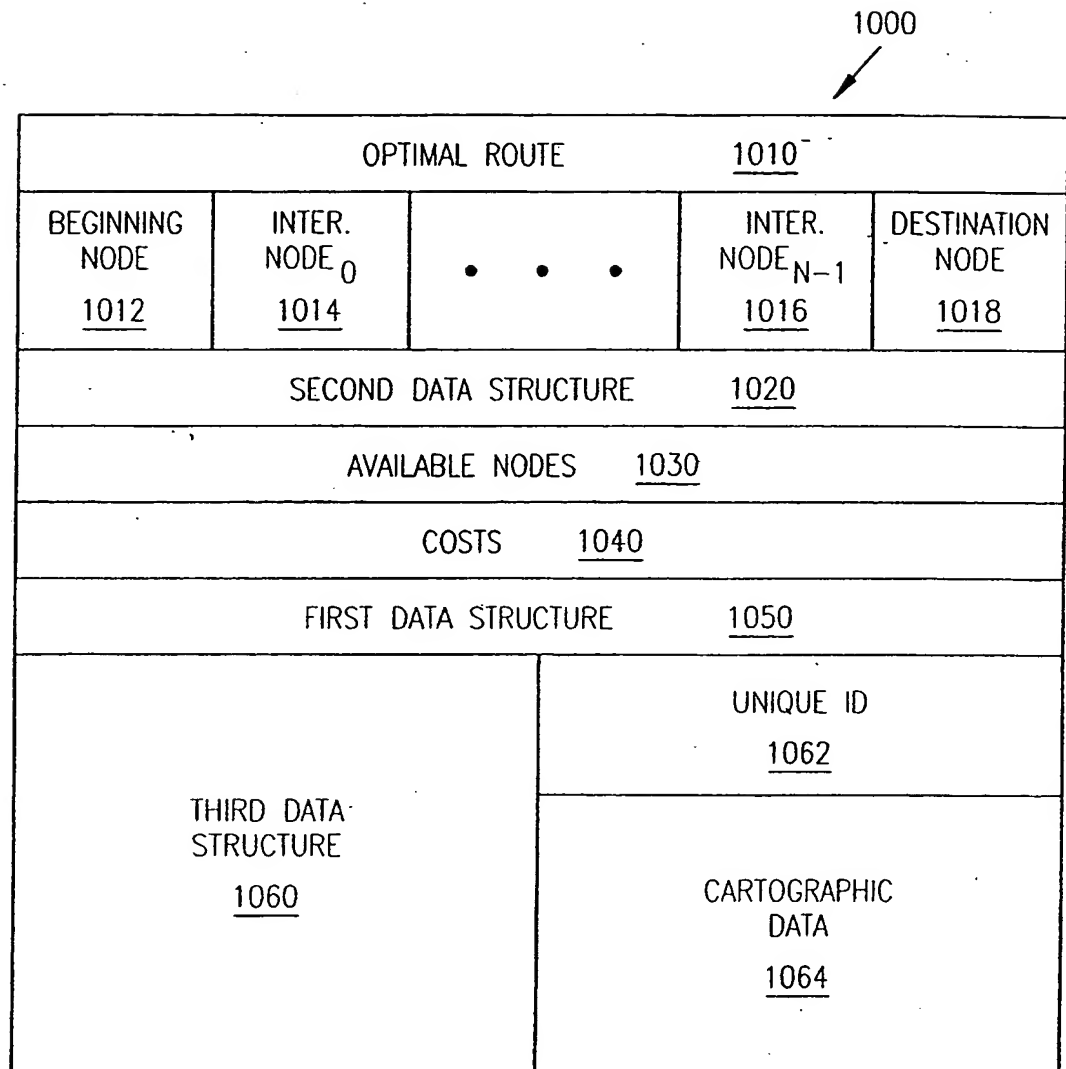 1000
OPTIMAL ROUTE 1010
BEGINNING NODE 1012
INTER. NODE0 1014
• • •
INTER. NODEN-1 1016
DESTINATION NODE 1018
SECOND DATA STRUCTURE 1020
AVAILABLE NODES 1030
COSTS 1040
FIRST DATA STRUCTURE 1050
THIRD DATA
STRUCTURE
1060
UNIQUE ID
1062
CARTOGRAPHIC
DATA
1064